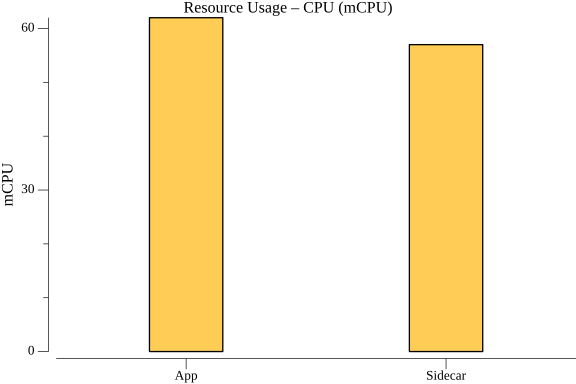 Resource Usage – CPU (mCPU)
mCPU
60
30
0
App
Sidecar